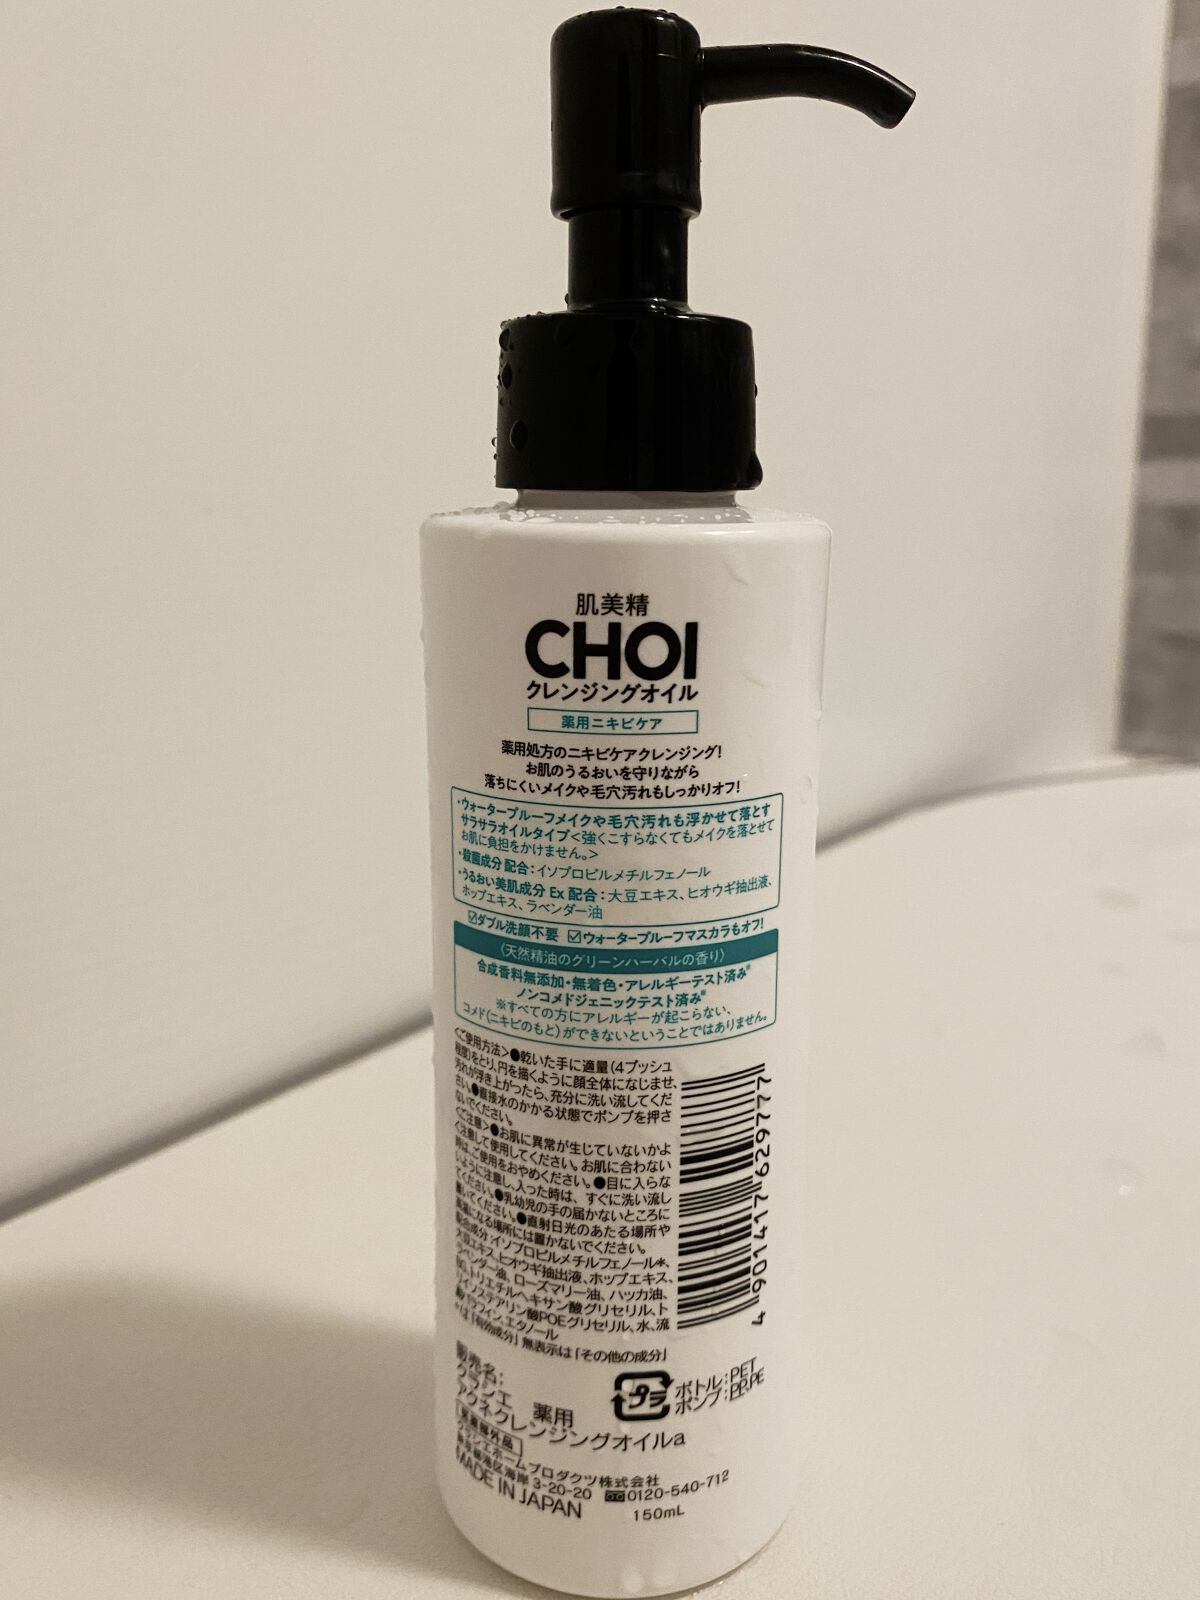 肌美精
CHOI
クレンジングオイル
薬用ニキビケア
薬用処方のニキビケアクレンジング!
お肌のうるおいを守りながら
落ちにくいメイクや毛穴汚れもしっかりオフ!
・ウォータープルーフメイクや毛穴汚れも浮かせて落とす
サラサラオイルタイプ<強くこすらなくてもメイクを落とせて
お肌に負担をかけません。>
・殺菌成分 配合:イソプロピルメチルフェノール
・うるおい美肌成分 Ex 配合:大豆エキス、ヒオウギ抽出液、
ホップエキス、ラベンダー油
☑ダブル洗顔不要 ☑ウォータープルーフマスカラもオフ!
〈天然精油のグリーンハーバルの香り〉
合成香料無添加・無着色・アレルギーテスト済み※
ノンコメドジェニックテスト済み※
※すべての方にアレルギーが起こらない、
コメド(ニキビのもと)ができないということではありません。
<ご使用方法>●乾いた手に適量(4プッシュ
程度)をとり、円を描くように顔全体になじませ、
汚れが浮き上がったら、充分に洗い流してくだ
さい。●直接水のかかる状態でポンプを押さ
ないでください。
<ご注意>●お肌に異常が生じていないかよ
く注意して使用してください。お肌に合わない
時は、ご使用をおやめください。●目に入らな
いように注意し、入った時は、すぐに洗い流し
てください。●乳幼児の手の届かないところに
置いてください。●直射日光のあたる場所や
高温になる場所には置かないでください。
配合成分:イソプロピルメチルフェノール*、
大豆エキス、ヒオウギ抽出液、ホップエキス、
ラベンダー油、ローズマリー油、ハッカ油、
BG、トリエチルヘキサン酸グリセリル、ト
リイソステアリン酸POEグリセリル、水、流
動パラフィン、エタノール
*は「有効成分」無表示は「その他の成分」
4 901417 629777
販売名:
クラシエ 薬用
アクネクレンジングオイルa
医薬部外品
プラ
ボトル:PET
ポンプ:PP,PE
クラシエホームプロダクツ株式会社
東京都港区海岸 3-20-20 0120-540-712
MADE IN JAPAN 150mL